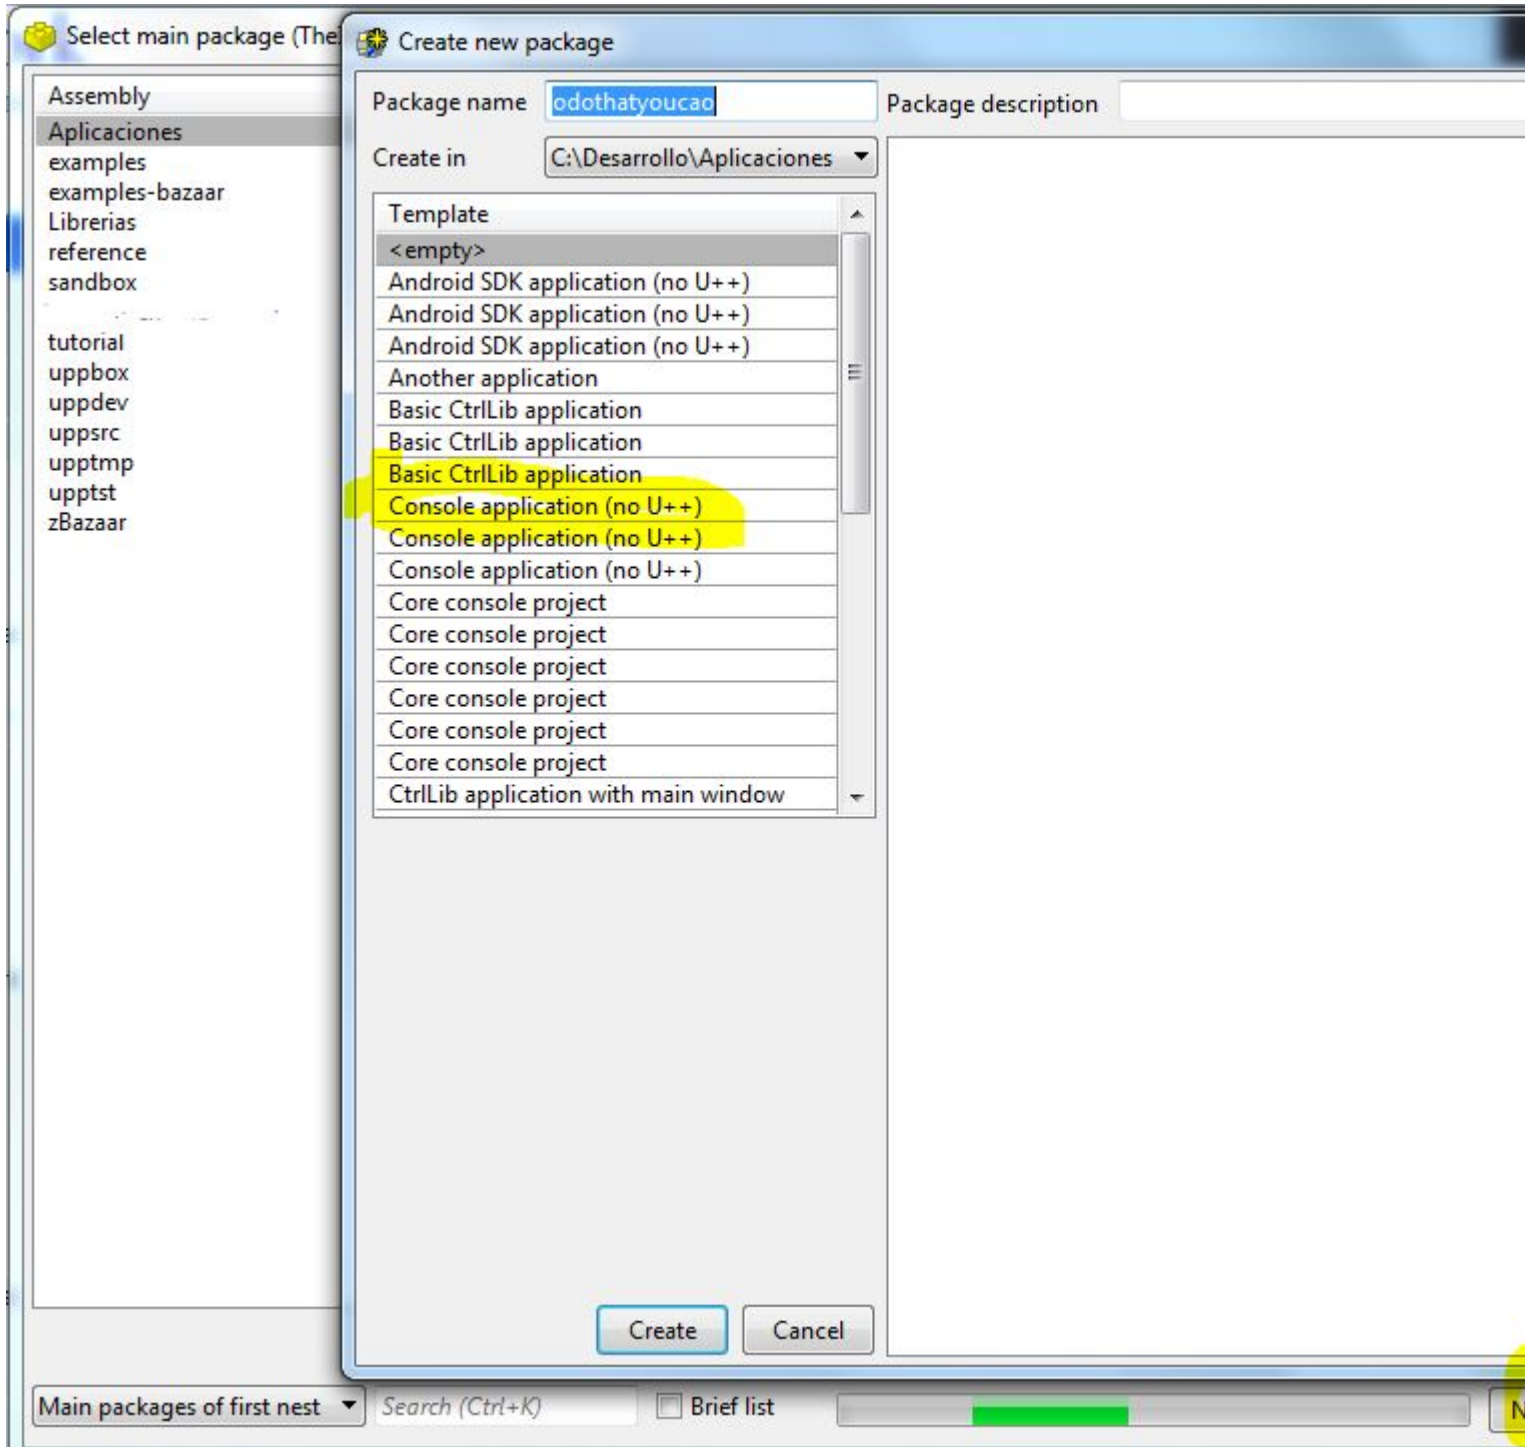 Select main package (The
Create new package
Assembly
Aplicaciones
examples
examples-bazaar
Librerias
reference
sandbox
tutorial
uppbox
uppdev
uppsrc
upptmp
upptst
zBazaar
Package name
odothatyoucao
Package description
Create in
C:\Desarrollo\Aplicaciones
Template
<empty>
Android SDK application (no U++)
Android SDK application (no U++)
Android SDK application (no U++)
Another application
Basic CtrlLib application
Basic CtrlLib application
Basic CtrlLib application
Console application (no U++)
Console application (no U++)
Console application (no U++)
Core console project
Core console project
Core console project
Core console project
Core console project
Core console project
CtrlLib application with main window
Create
Cancel
Main packages of first nest
Search (Ctrl+K)
Brief list
N